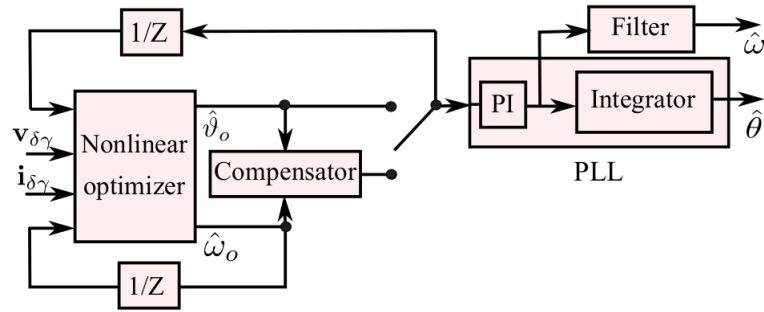 1/Z
Filter
ω̂
PI
Integrator
θ̂
PLL
v_δγ
i_δγ
Nonlinear
optimizer
ϑ̂_o
Compensator
ω̂_o
1/Z